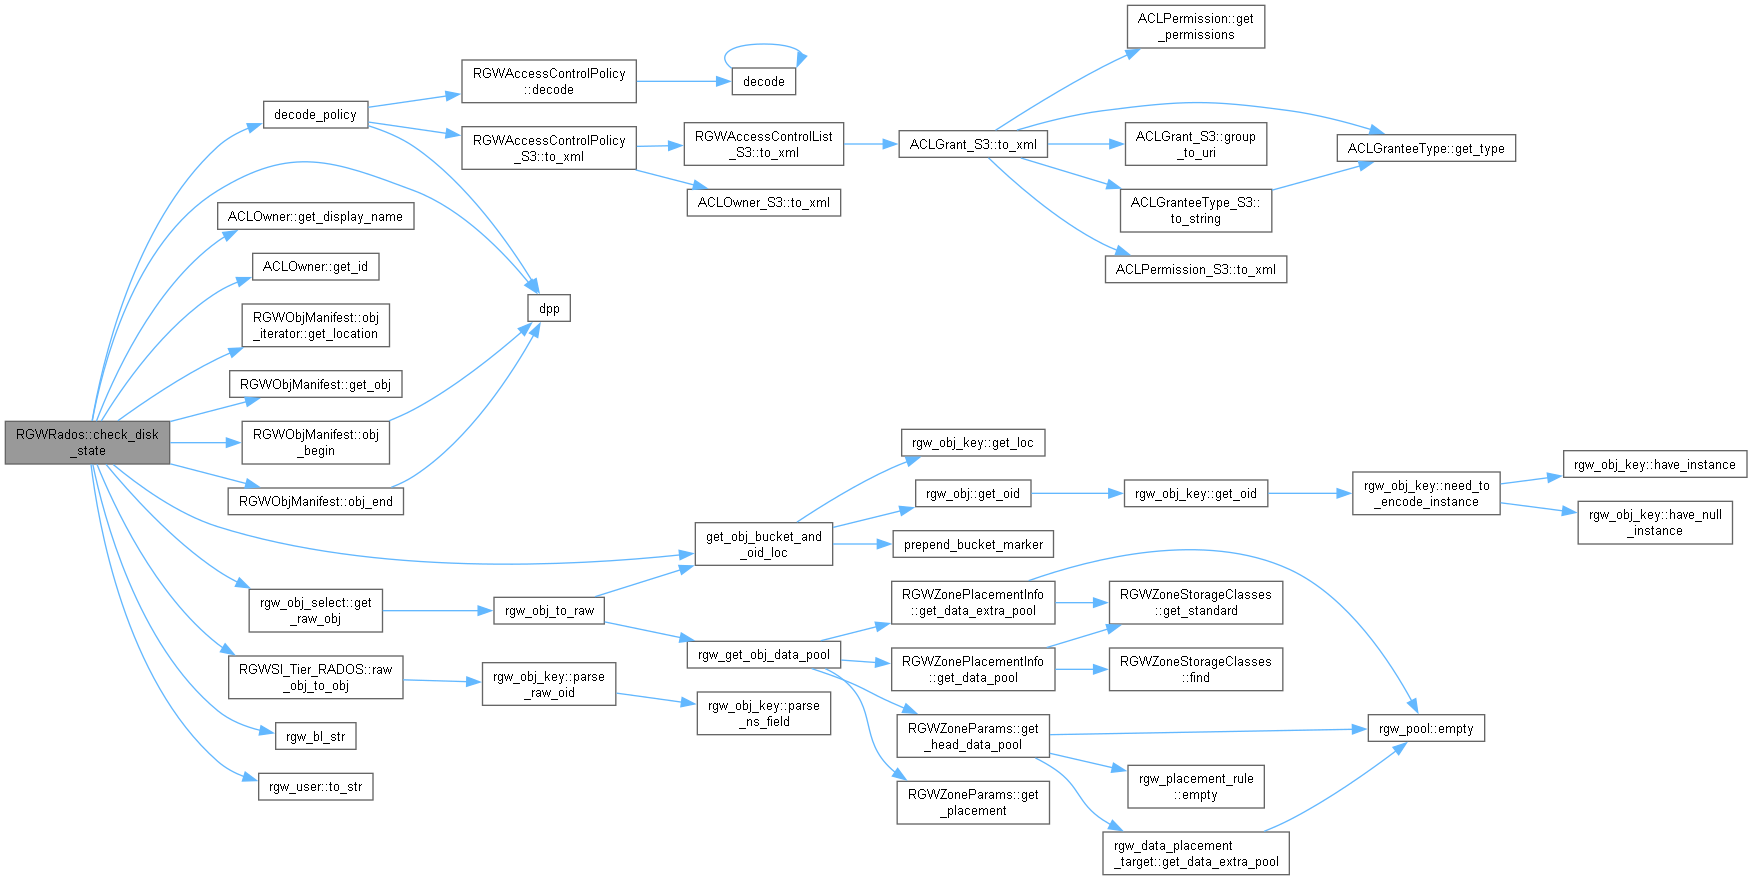 ACLPermission::get
_permissions
RGWAccessControlPolicy
::decode
decode
decode_policy
RGWAccessControlPolicy
_S3::to_xml
RGWAccessControlList
_S3::to_xml
ACLGrant_S3::to_xml
ACLGrant_S3::group
_to_uri
ACLGranteeType::get_type
ACLOwner_S3::to_xml
ACLGranteeType_S3::
to_string
ACLOwner::get_display_name
ACLOwner::get_id
ACLPermission_S3::to_xml
dpp
RGWObjManifest::obj
_iterator::get_location
RGWObjManifest::get_obj
RGWRados::check_disk
_state
RGWObjManifest::obj
_begin
RGWObjManifest::obj_end
rgw_obj_key::get_loc
rgw_obj::get_oid
rgw_obj_key::get_oid
rgw_obj_key::need_to
_encode_instance
rgw_obj_key::have_instance
rgw_obj_key::have_null
_instance
get_obj_bucket_and
_oid_loc
prepend_bucket_marker
rgw_obj_select::get
_raw_obj
rgw_obj_to_raw
RGWZonePlacementInfo
::get_data_extra_pool
RGWZoneStorageClasses
::get_standard
rgw_get_obj_data_pool
RGWZonePlacementInfo
::get_data_pool
RGWZoneStorageClasses
::find
RGWSI_Tier_RADOS::raw
_obj_to_obj
rgw_obj_key::parse
_raw_oid
rgw_obj_key::parse
_ns_field
RGWZoneParams::get
_head_data_pool
rgw_pool::empty
rgw_bl_str
rgw_user::to_str
rgw_placement_rule
::empty
RGWZoneParams::get
_placement
rgw_data_placement
_target::get_data_extra_pool